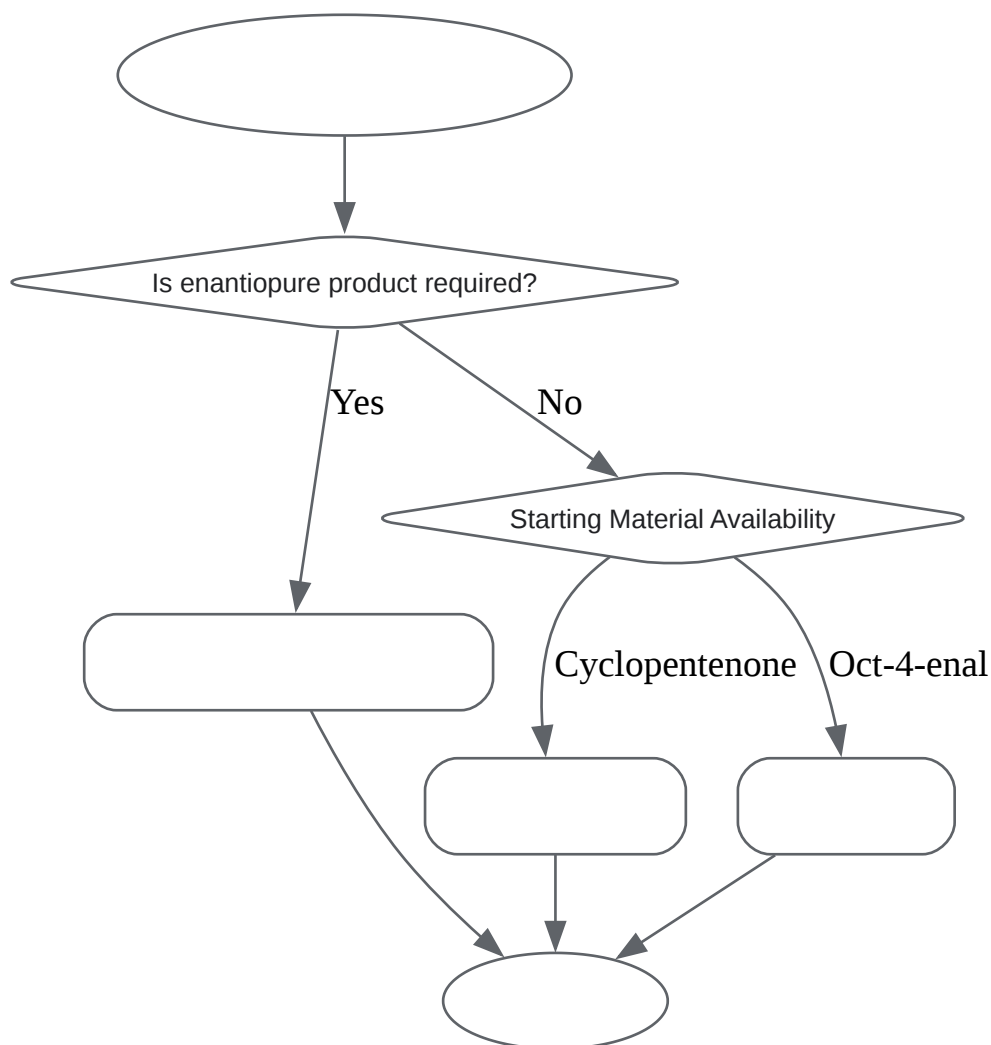 Is enantiopure product required?
Yes
No
Starting Material Availability
Cyclopentenone
Oct-4-enal